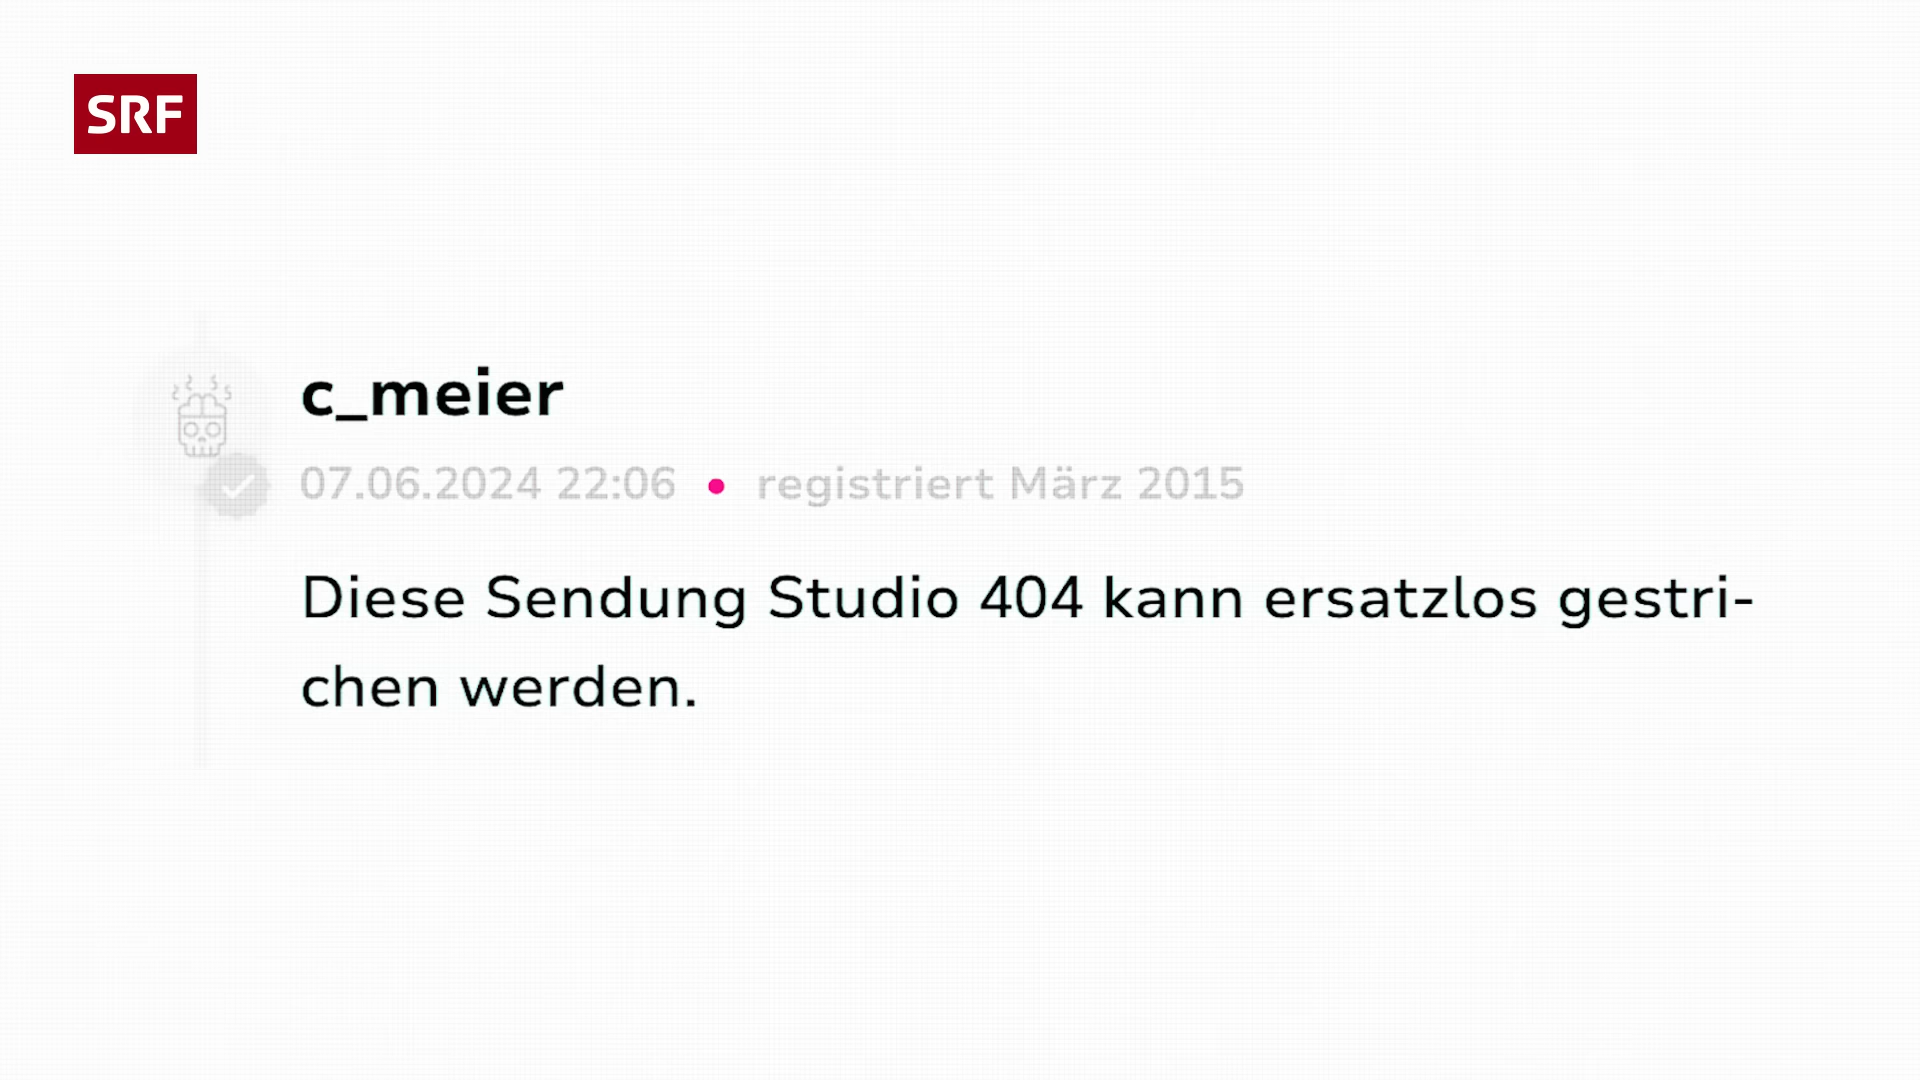 SRF
c_meier
07.06.2024 22:06 • registriert März 2015
Diese Sendung Studio 404 kann ersatzlos gestri-
chen werden.